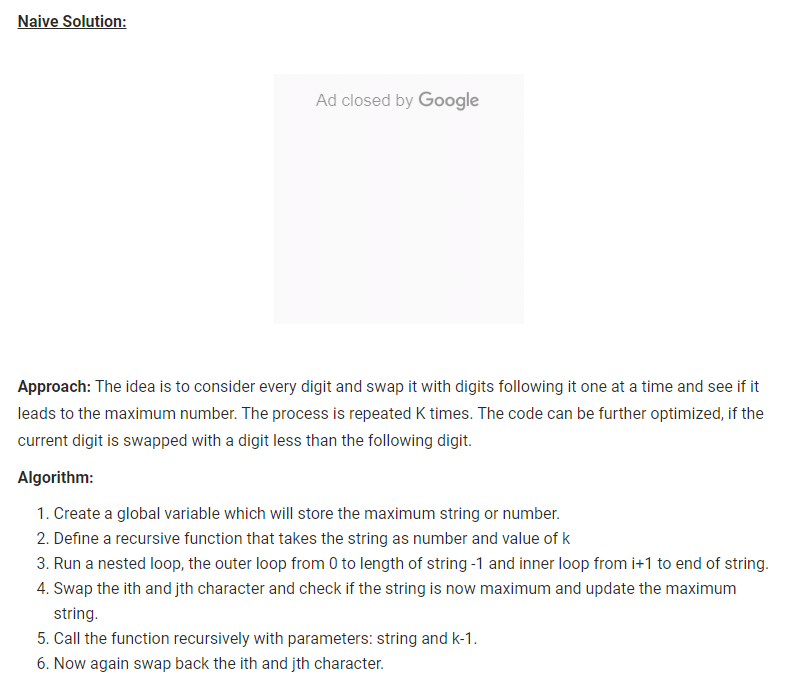 Naive Solution:
Ad closed by Google
Approach: The idea is to consider every digit and swap it with digits following it one at a time and see if it
leads to the maximum number. The process is repeated K times. The code can be further optimized, if the
current digit is swapped with a digit less than the following digit.
Algorithm:
1. Create a global variable which will store the maximum string or number.
2. Define a recursive function that takes the string as number and value of k
3. Run a nested loop, the outer loop from 0 to length of string -1 and inner loop from i+1 to end of string.
4. Swap the ith and jth character and check if the string is now maximum and update the maximum
string.
5. Call the function recursively with parameters: string and k-1.
6. Now again swap back the ith and jth character.